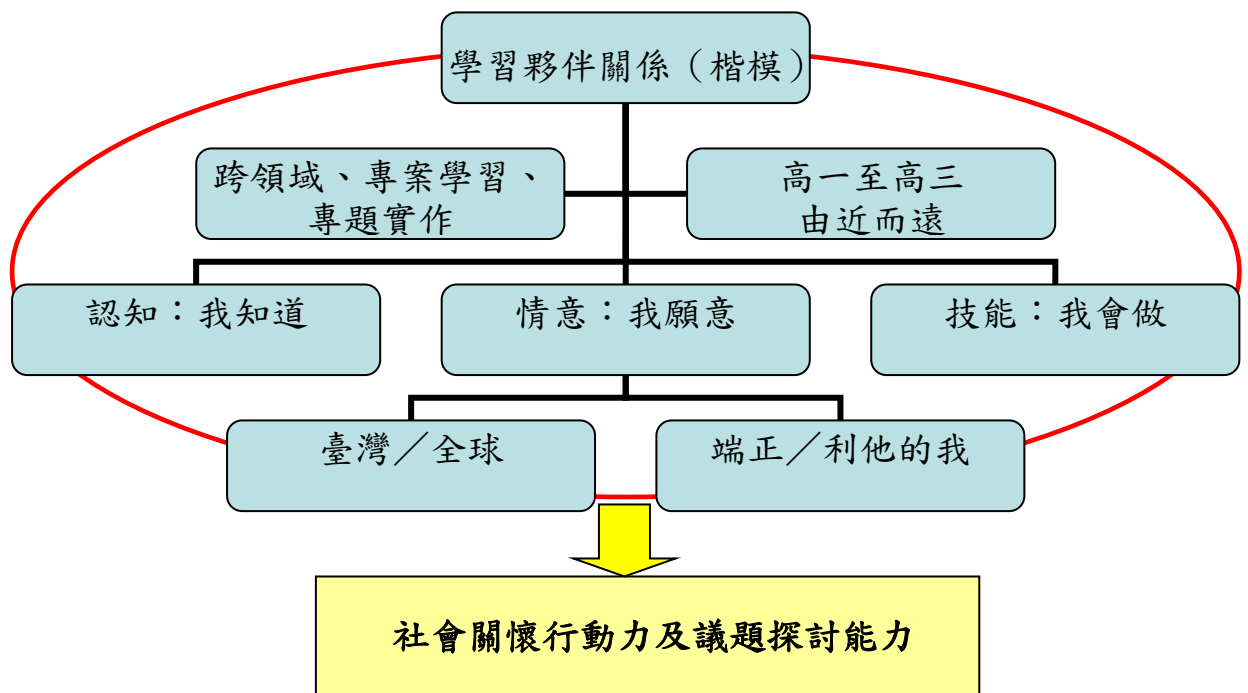 學習夥伴關係（楷模）
跨領域、專案學習、
專題實作
高一至高三
由近而遠
認知：我知道
情意：我願意
技能：我會做
臺灣／全球
端正／利他的我
社會關懷行動力及議題探討能力